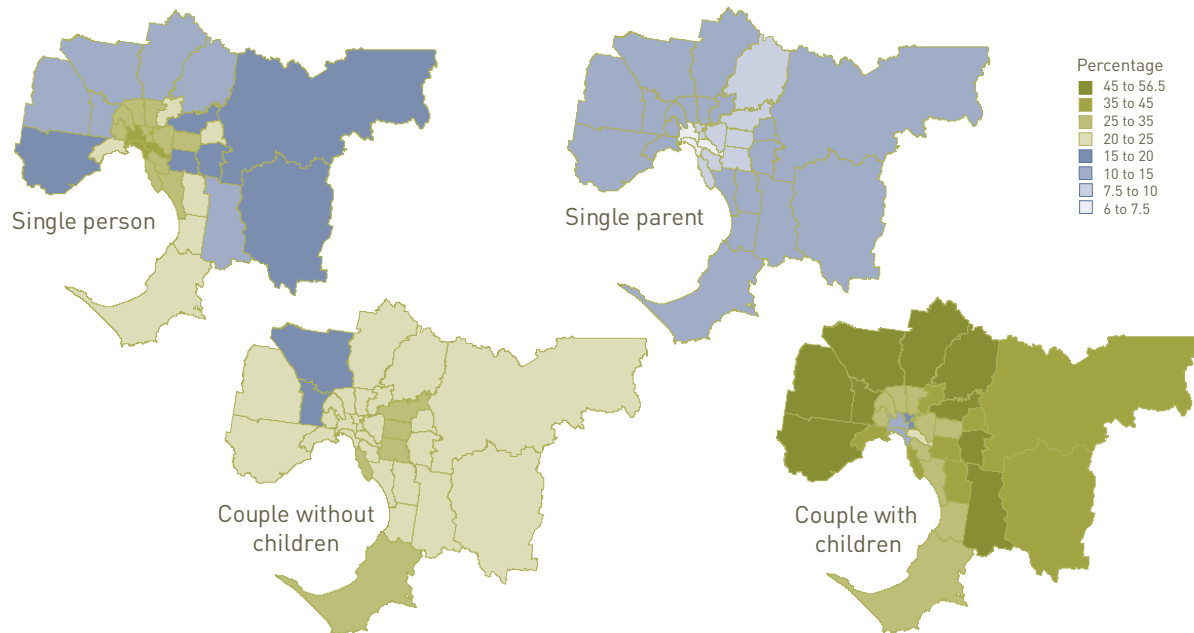 Single person
Single parent
Percentage
45 to 56.5
35 to 45
25 to 35
20 to 25
15 to 20
10 to 15
7.5 to 10
6 to 7.5
Couple without
children
Couple with
children